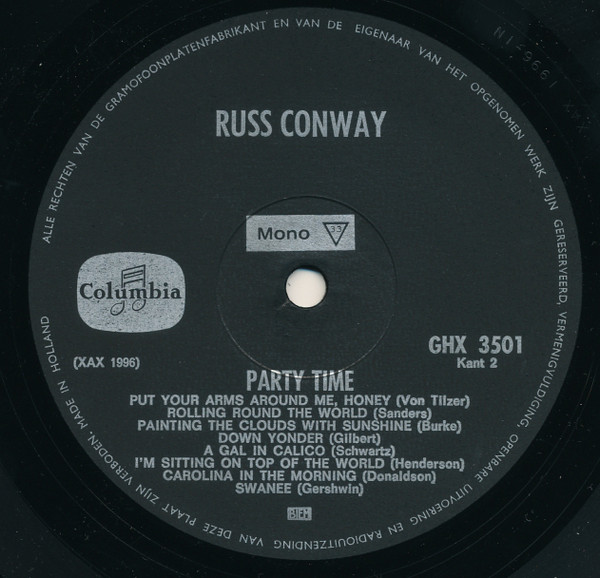 ALLE RECHTEN VAN DE GRAMOFOONPLATENFABRIKANT EN VAN DE EIGENAAR VAN HET OPGENOMEN WERK ZIJN GERESERVEERD, VERMENIGVULDIGING, OPENBARE UITVOERING EN RADIOUITZENDING VAN DEZE PLAAT ZIJN VERBODEN. MADE IN HOLLAND
RUSS CONWAY
Mono 33
Columbia
GHX 3501
(XAX 1996)
Kant 2
PARTY TIME
PUT YOUR ARMS AROUND ME, HONEY (Von Tilzer)
ROLLING ROUND THE WORLD (Sanders)
PAINTING THE CLOUDS WITH SUNSHINE (Burke)
DOWN YONDER (Gilbert)
A GAL IN CALICO (Schwartz)
I'M SITTING ON TOP OF THE WORLD (Henderson)
CAROLINA IN THE MORNING (Donaldson)
SWANEE (Gershwin)